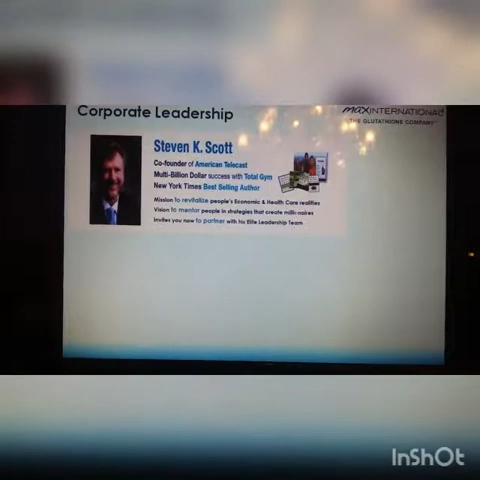 Corporate Leadership
maxINTERNATIONAL
THE GLUTATHIONE COMPANY
Steven K. Scott
Co-founder of American Telecast
Multi-Billion Dollar success with Total Gym
New York Times Best Selling Author
Mission to revitalize people's Economic & Health Care realities
Vision to mentor people in strategies that create millionaires
Invites you now to partner with his Elite Leadership Team
InShOt